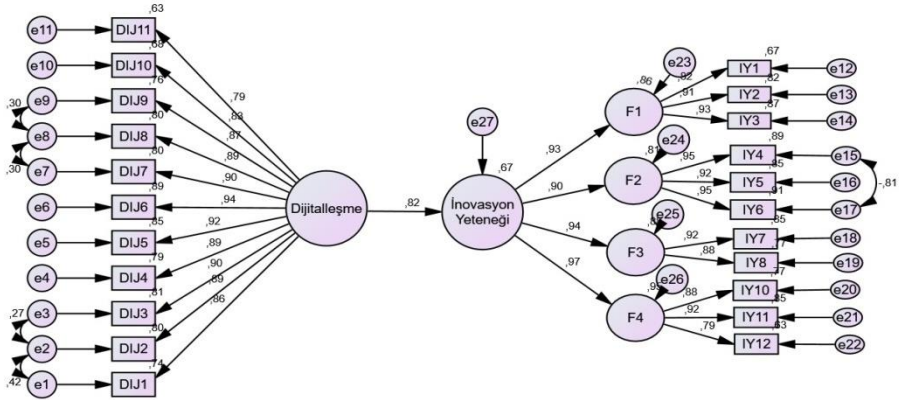 e11 DIJ11 ,63
e10 DIJ10 ,68
e9 DIJ9 ,76
,30
e8 DIJ8 ,80
,30
e7 DIJ7 ,80
e6 DIJ6 ,89
e5 DIJ5 ,85
e4 DIJ4 ,79
e3 DIJ3 ,81
,27
e2 DIJ2 ,80
,42
e1 DIJ1 ,74
,79
,83
,87
,89
,90
,94
,92
,89
,90
,89
,86
Dijitalleşme
,82
e27
,67
İnovasyon
Yeteneği
,93
,90
,94
,97
e23
,86
F1
,82
,91
,93
e24
F2
,95
,92
,95
e25
F3
,92
,88
e26
F4
,88
,92
,79
,67
IY1 e12
,82
IY2 e13
,87
IY3 e14
,89
IY4 e15
,85
IY5 e16
-,81
,91
IY6 e17
,85
IY7 e18
,77
IY8 e19
,77
IY10 e20
,85
IY11 e21
,63
IY12 e22